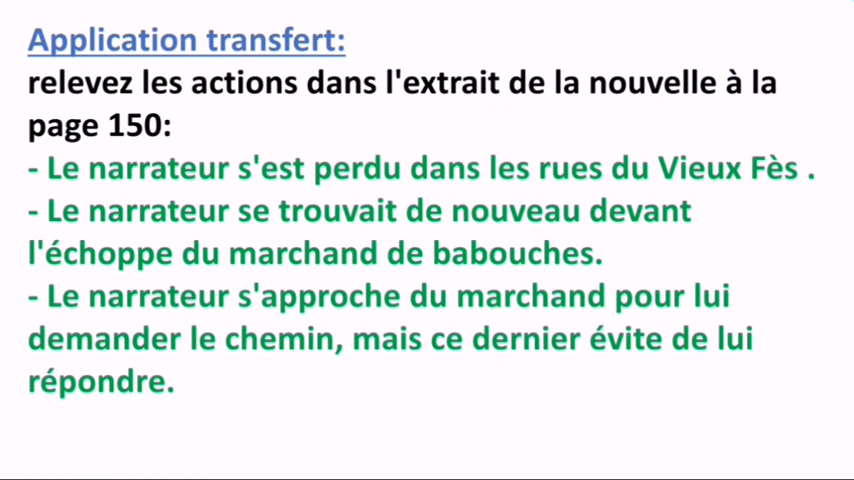 Application transfert:
relevez les actions dans l'extrait de la nouvelle à la
page 150:
- Le narrateur s'est perdu dans les rues du Vieux Fès .
- Le narrateur se trouvait de nouveau devant
l'échoppe du marchand de babouches.
- Le narrateur s'approche du marchand pour lui
demander le chemin, mais ce dernier évite de lui
répondre.